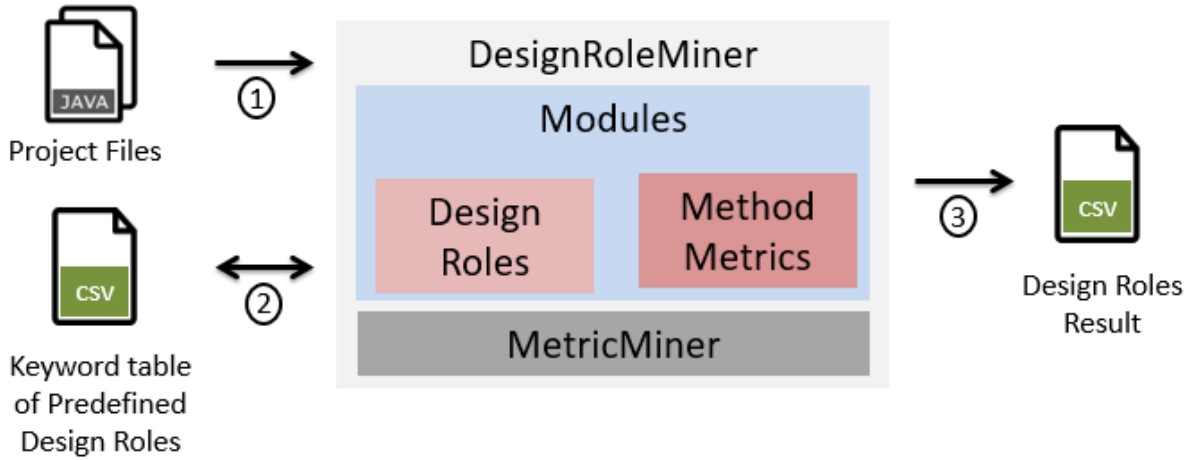 JAVA
Project Files
1
CSV
Keyword table
of Predefined
Design Roles
2
DesignRoleMiner
Modules
Design
Roles
Method
Metrics
MetricMiner
3
CSV
Design Roles
Result